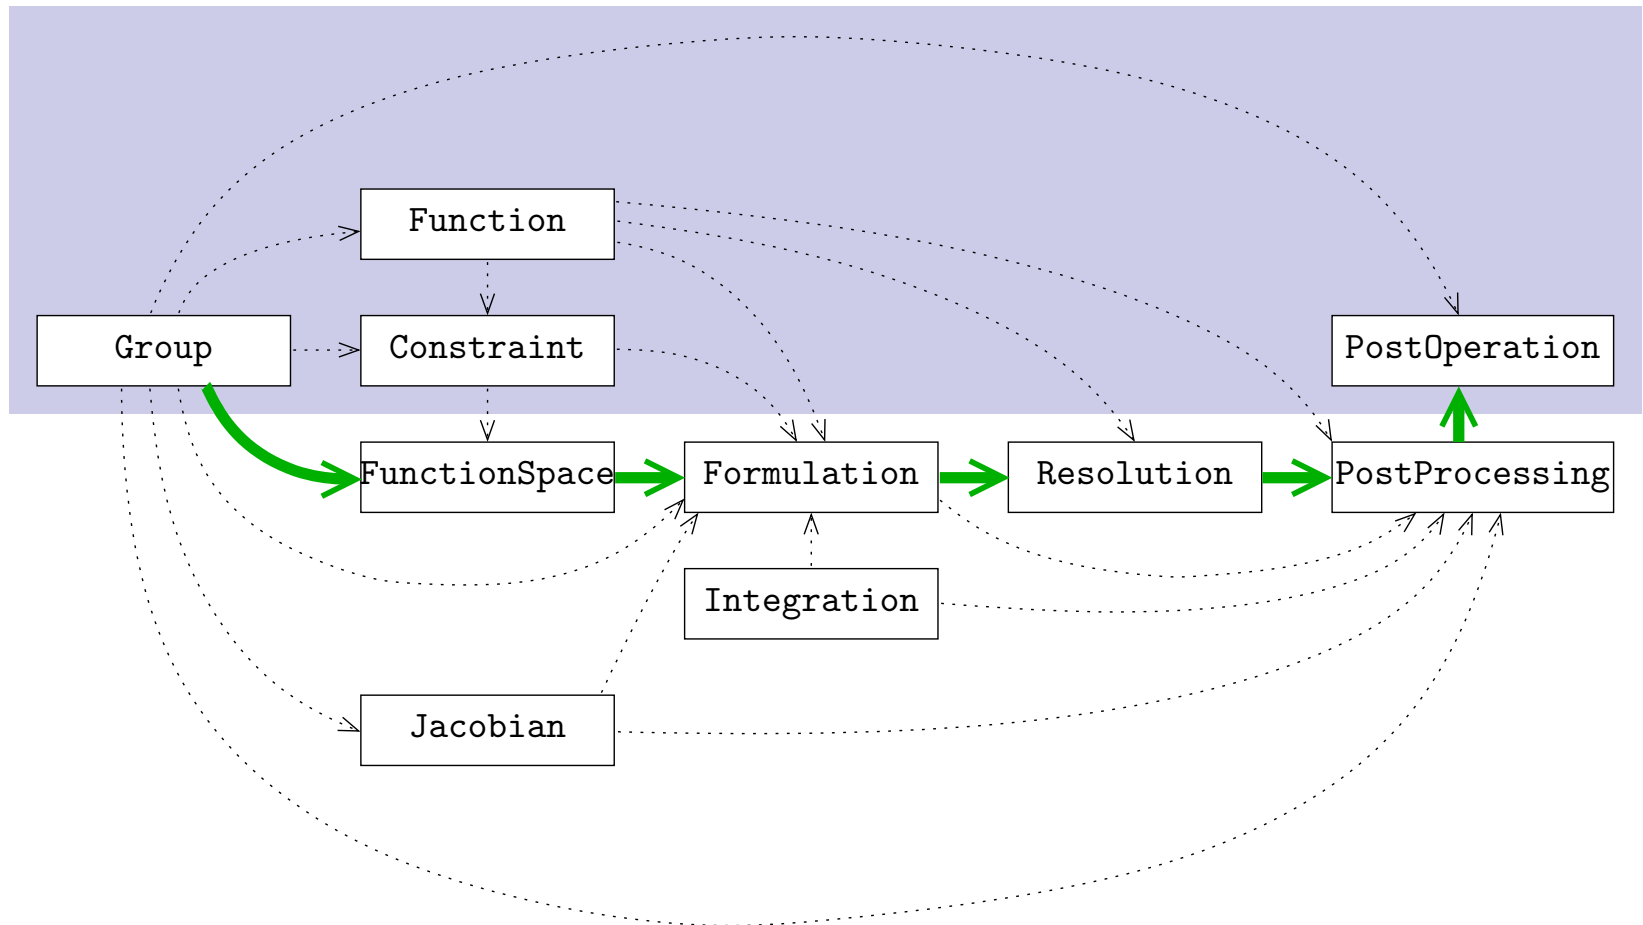 Function
Group
Constraint
PostOperation
FunctionSpace
Formulation
Resolution
PostProcessing
Integration
Jacobian